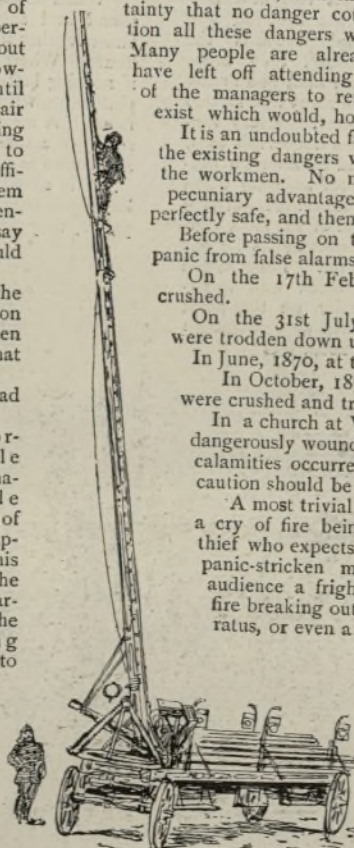 of
er-
out
ow-
ntil
air
ing
to
ffi-
em
en-
say
uld
he
on
en
hat
ad
r-
le
a-
le
of
p-
his
he
ar-
he
g
to
tainty that no danger co
tion all these dangers w
Many people are alrea
have left off attending
of the managers to re
exist which would, ho
It is an undoubted f
the existing dangers w
the workmen. No m
pecuniary advantage
perfectly safe, and then
Before passing on t
panic from false alarms
On the 17th Feb
crushed.
On the 31st July
were trodden down u
In June, 1870, at t
In October, 18
were crushed and tr
In a church at V
dangerously wound
calamities occurre
caution should be
A most trivial
a cry of fire bein
thief who expects
panic-stricken m
audience a frigh
fire breaking out
ratus, or even a